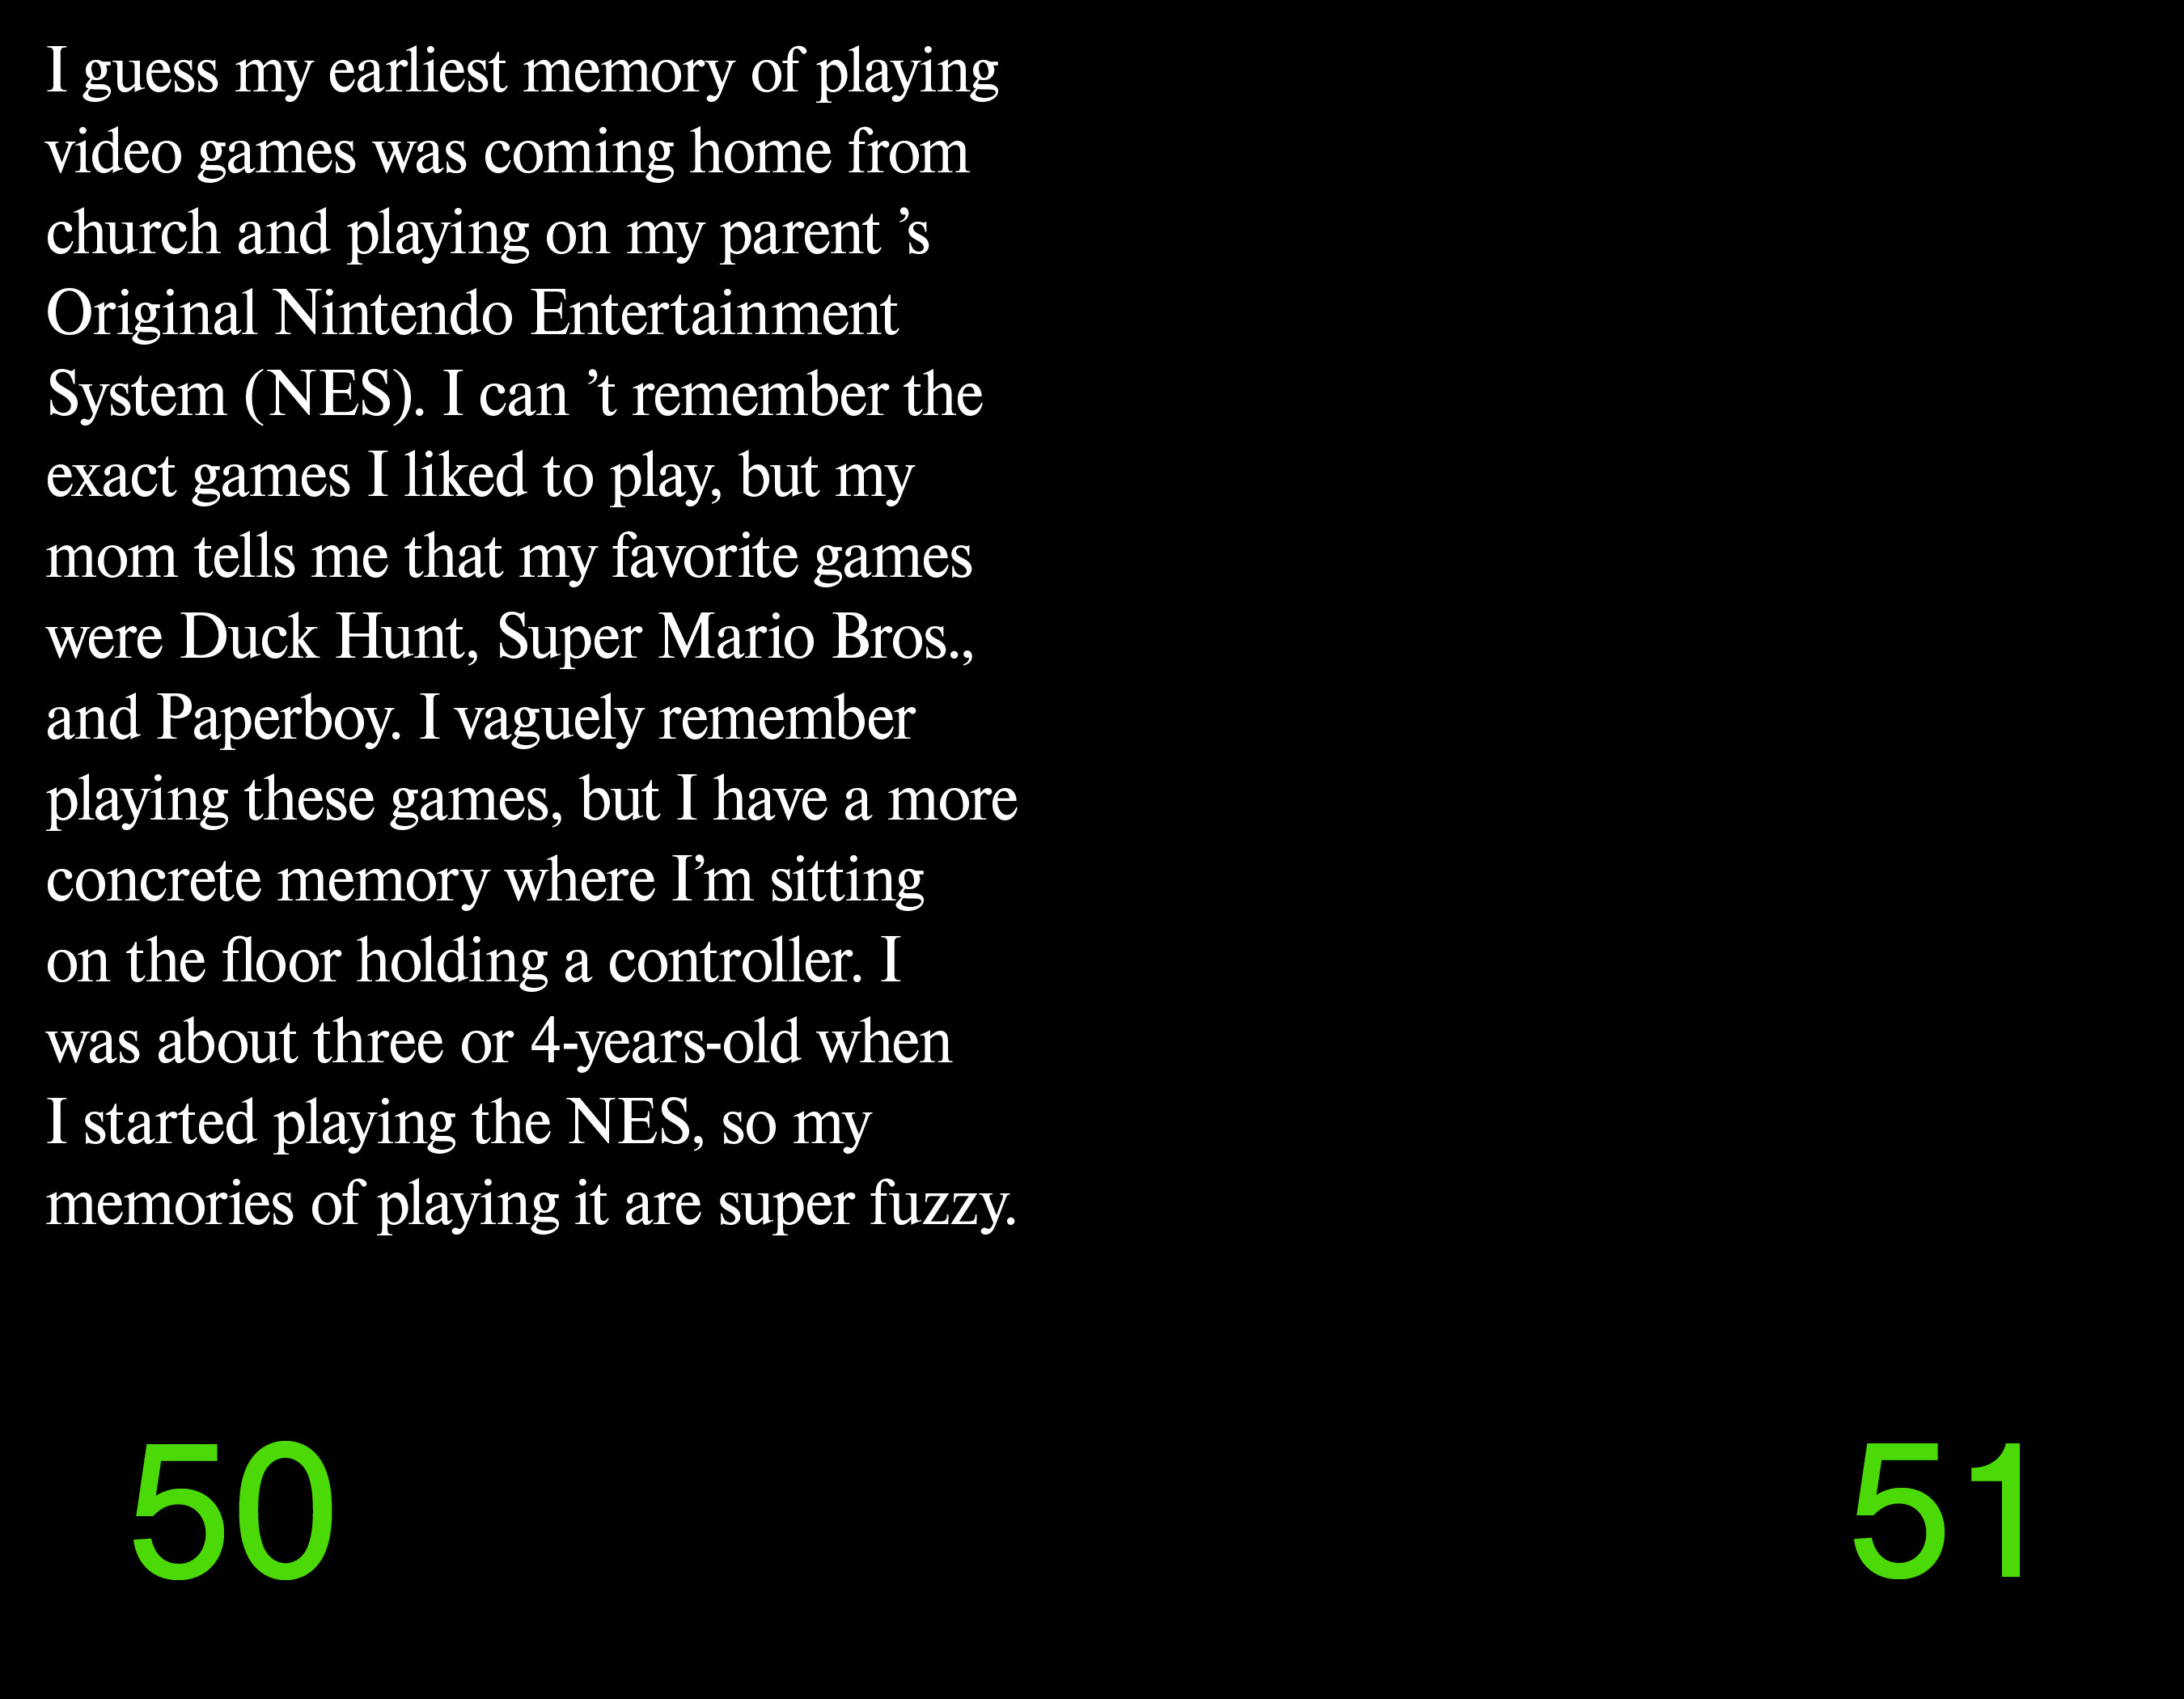 I guess my earliest memory of playing
video games was coming home from
church and playing on my parent ’s
Original Nintendo Entertainment
System (NES). I can ’t remember the
exact games I liked to play, but my
mom tells me that my favorite games
were Duck Hunt, Super Mario Bros.,
and Paperboy. I vaguely remember
playing these games, but I have a more
concrete memory where I’m sitting
on the floor holding a controller. I
was about three or 4-years-old when
I started playing the NES, so my
memories of playing it are super fuzzy.
50
51